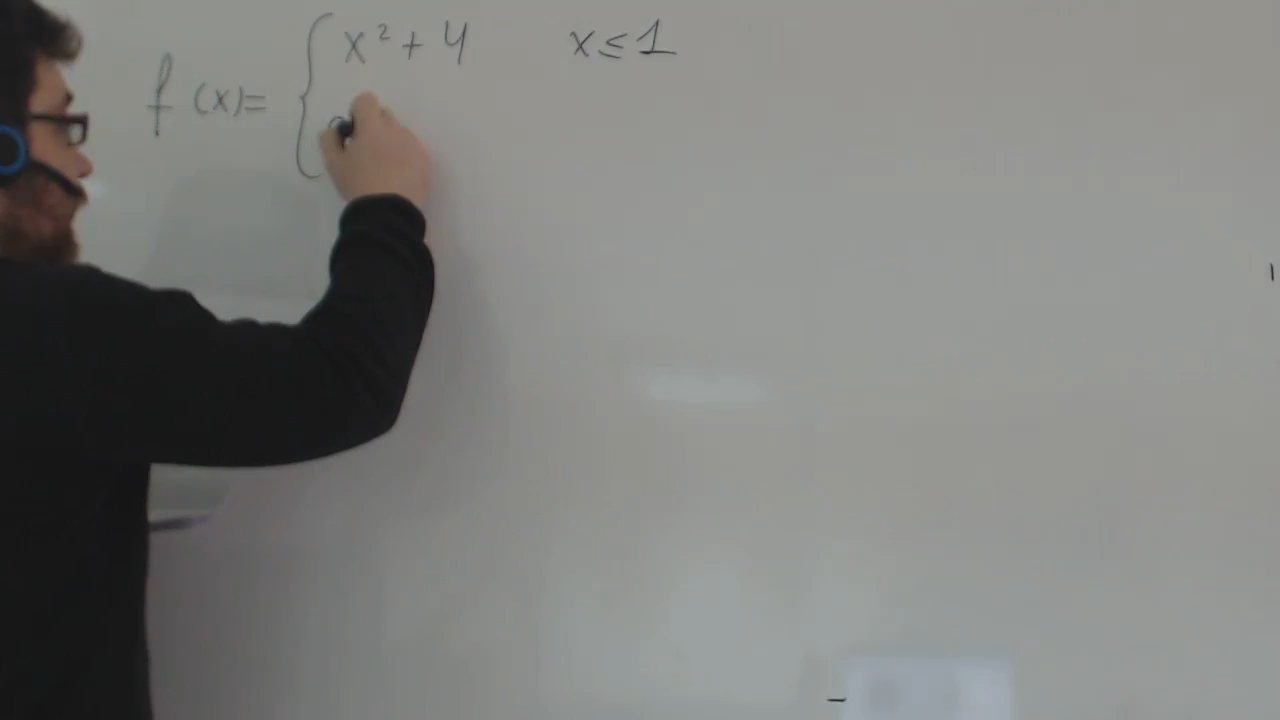 x² + 4 x ≤ 1
f (x) = {